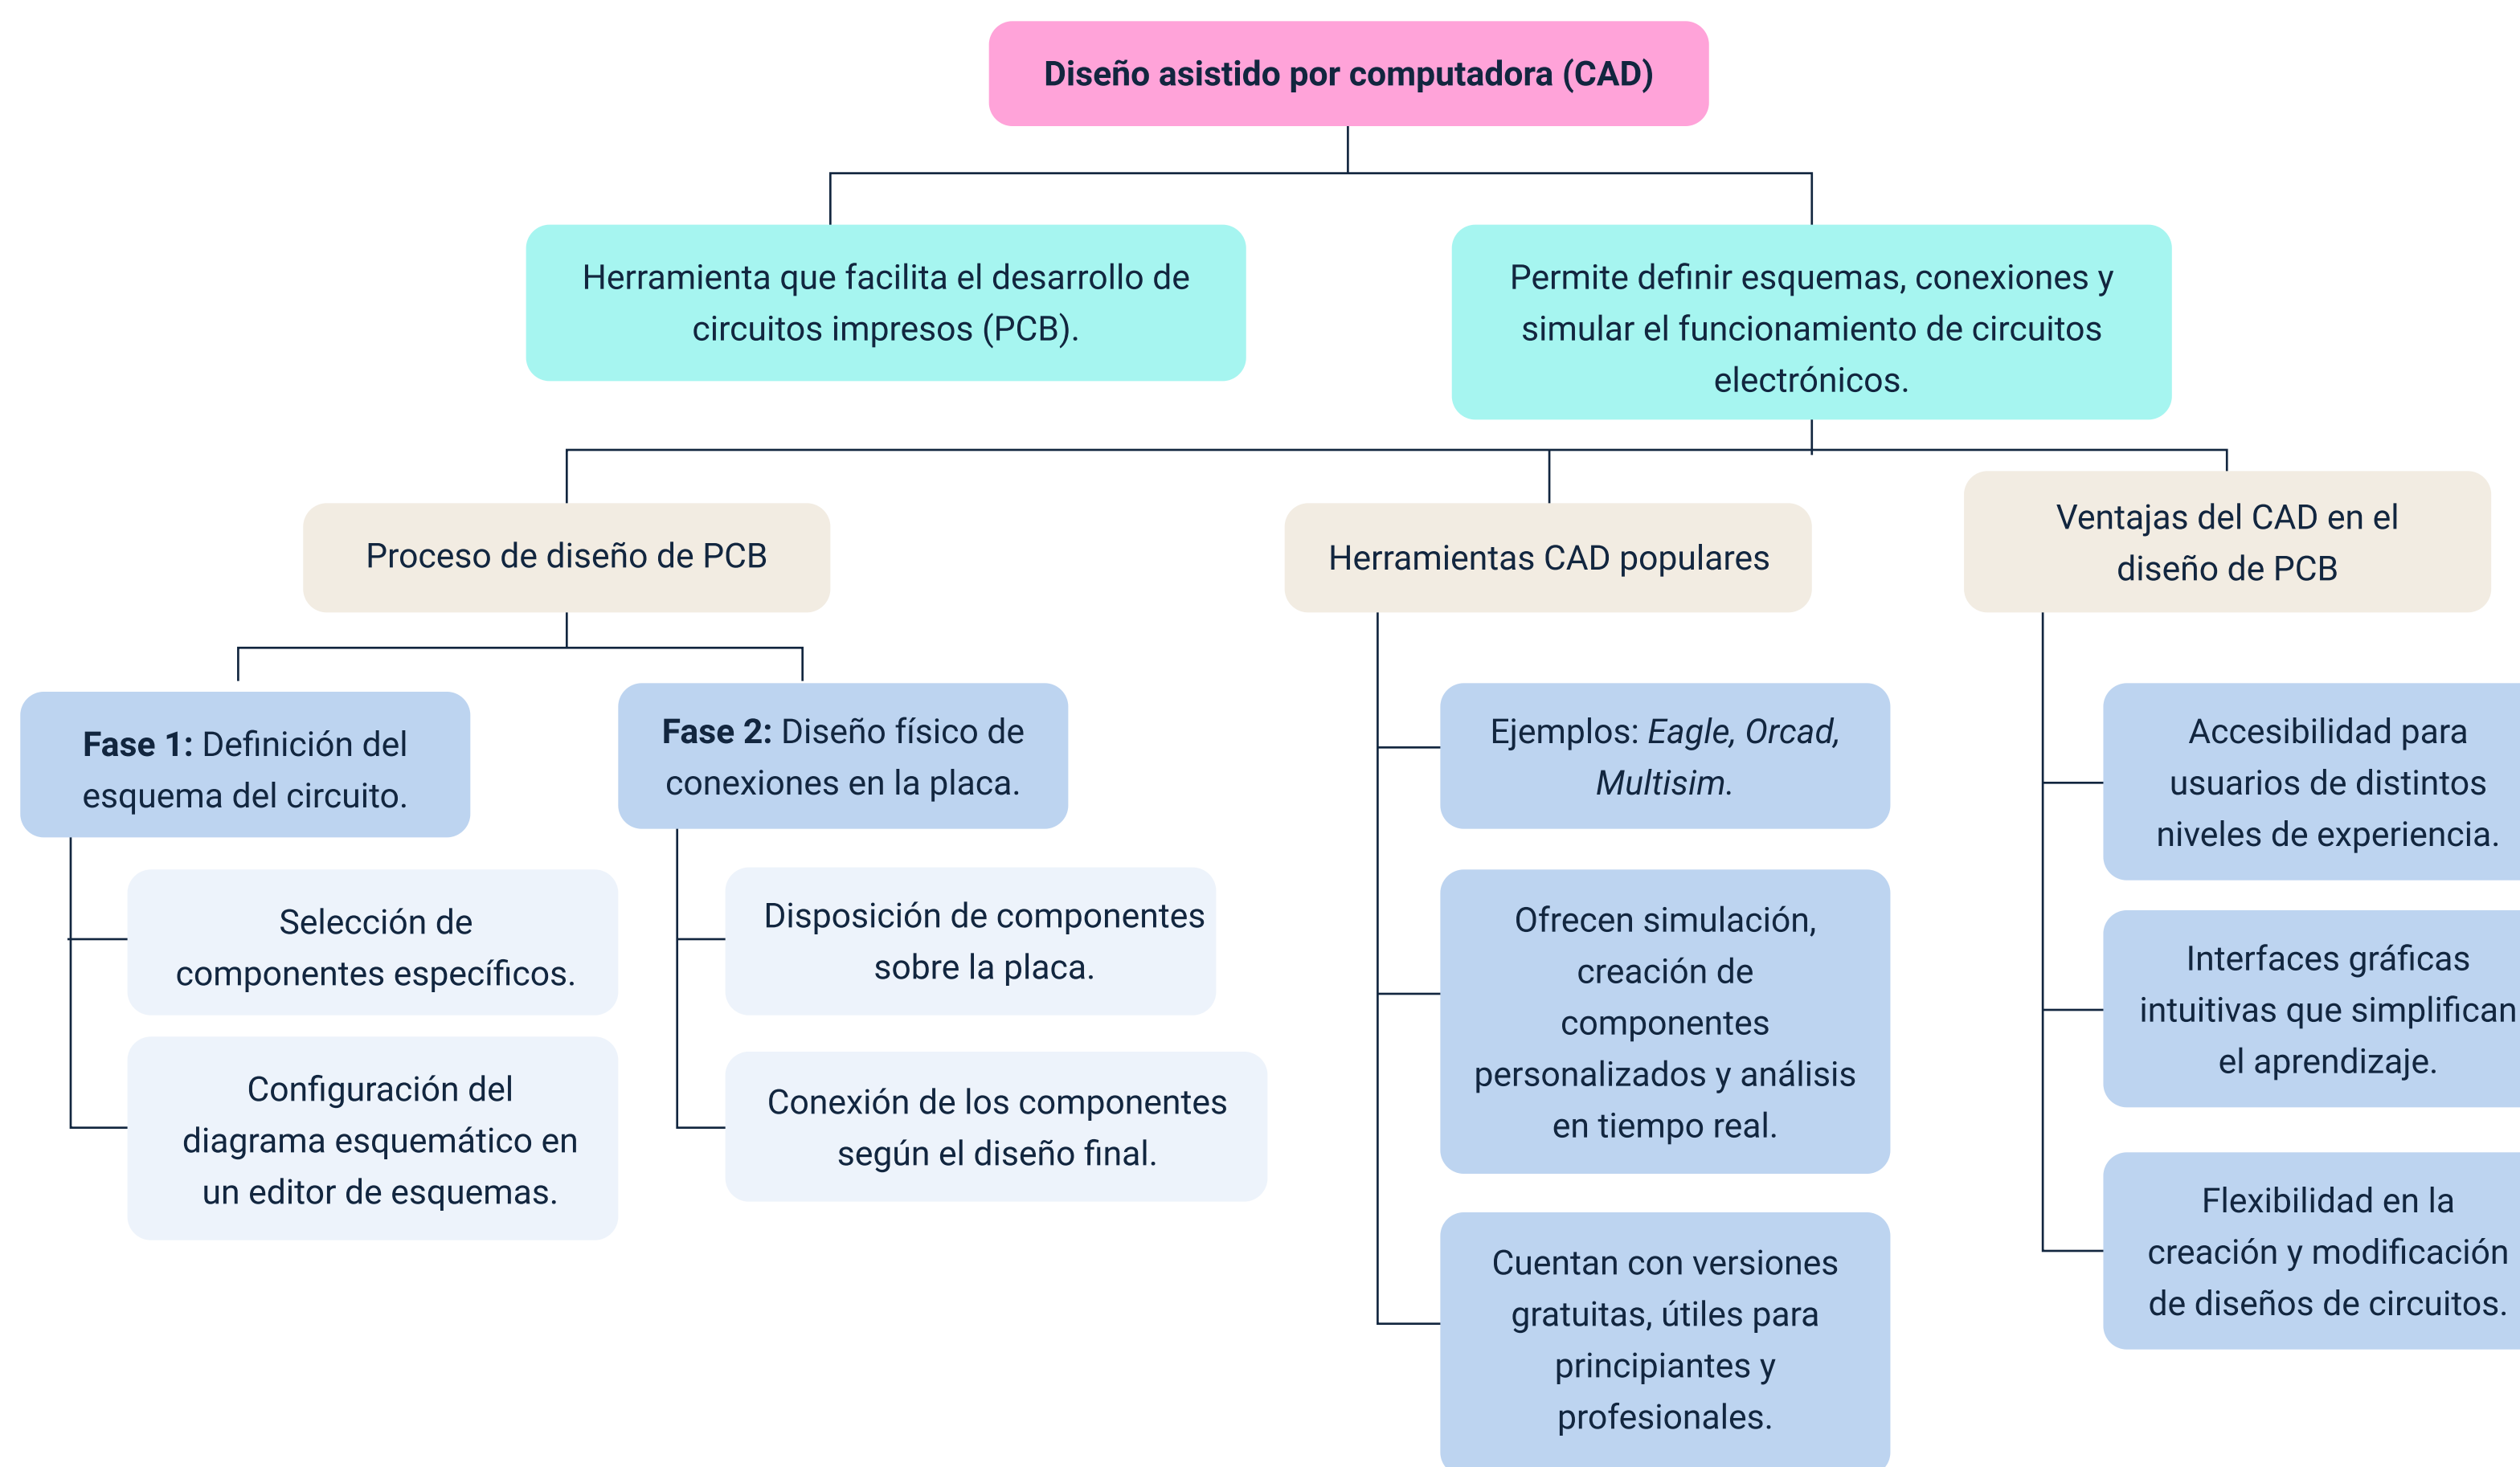 Diseño asistido por computadora (CAD)
Herramienta que facilita el desarrollo de
circuitos impresos (PCB).
Permite definir esquemas, conexiones y
simular el funcionamiento de circuitos
electrónicos.
Proceso de diseño de PCB
Herramientas CAD populares
Ventajas del CAD en el
diseño de PCB
Fase 1: Definición del
esquema del circuito.
Selección de
componentes específicos.
Configuración del
diagrama esquemático en
un editor de esquemas.
Fase 2: Diseño físico de
conexiones en la placa.
Disposición de componentes
sobre la placa.
Conexión de los componentes
según el diseño final.
Ejemplos: Eagle, Orcad,
Multisim.
Ofrecen simulación,
creación de
componentes
personalizados y análisis
en tiempo real.
Cuentan con versiones
gratuitas, útiles para
principiantes y
profesionales.
Accesibilidad para
usuarios de distintos
niveles de experiencia.
Interfaces gráficas
intuitivas que simplifican
el aprendizaje.
Flexibilidad en la
creación y modificación
de diseños de circuitos.